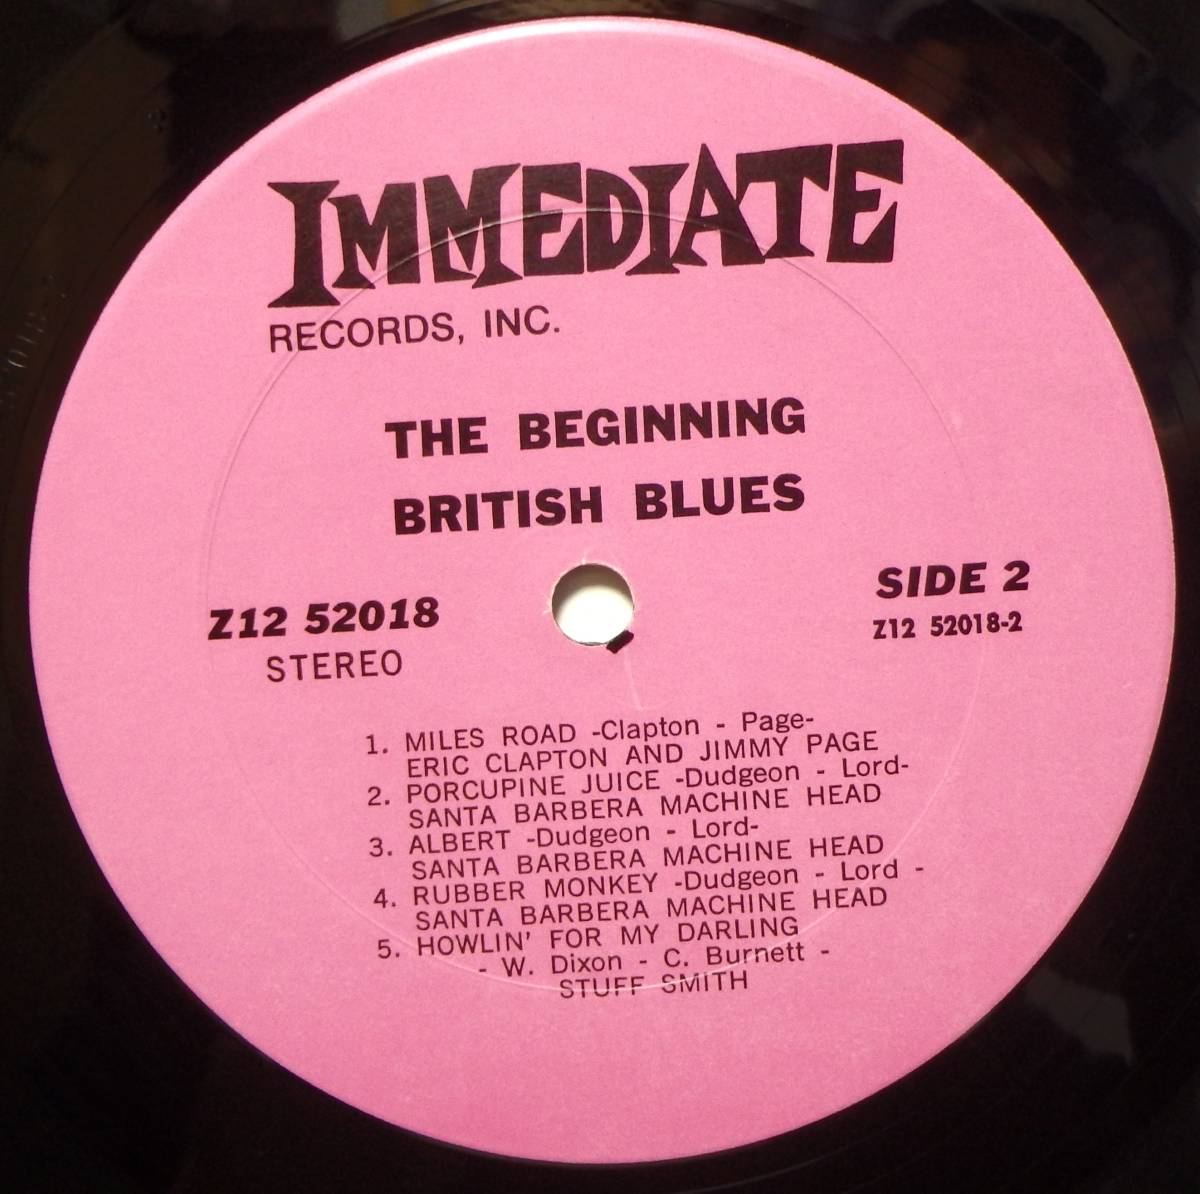 IMMEDIATE
RECORDS, INC.
THE BEGINNING
BRITISH BLUES
Z12 52018
STEREO
SIDE 2
Z12 52018-2
1. MILES ROAD -Clapton - Page-
ERIC CLAPTON AND JIMMY PAGE
2. PORCUPINE JUICE -Dudgeon - Lord-
SANTA BARBERA MACHINE HEAD
3. ALBERT -Dudgeon - Lord-
SANTA BARBERA MACHINE HEAD
4. RUBBER MONKEY -Dudgeon - Lord -
SANTA BARBERA MACHINE HEAD
5. HOWLIN' FOR MY DARLING
- W. Dixon - C. Burnett -
STUFF SMITH